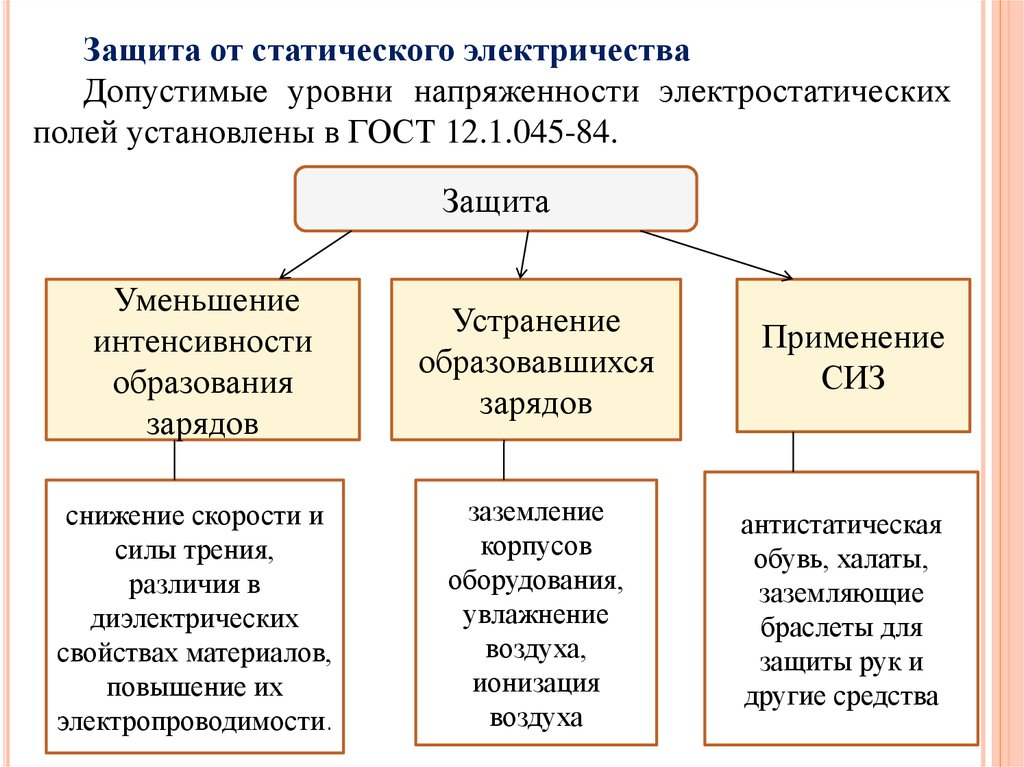 Защита от статического электричества
Допустимые уровни напряженности электростатических
полей установлены в ГОСТ 12.1.045-84.
Защита
Уменьшение
интенсивности
образования
зарядов
Устранение
образовавшихся
зарядов
Применение
СИЗ
снижение скорости и
силы трения,
различия в
диэлектрических
свойствах материалов,
повышение их
электропроводимости.
заземление
корпусов
оборудования,
увлажнение
воздуха,
ионизация
воздуха
антистатическая
обувь, халаты,
заземляющие
браслеты для
защиты рук и
другие средства